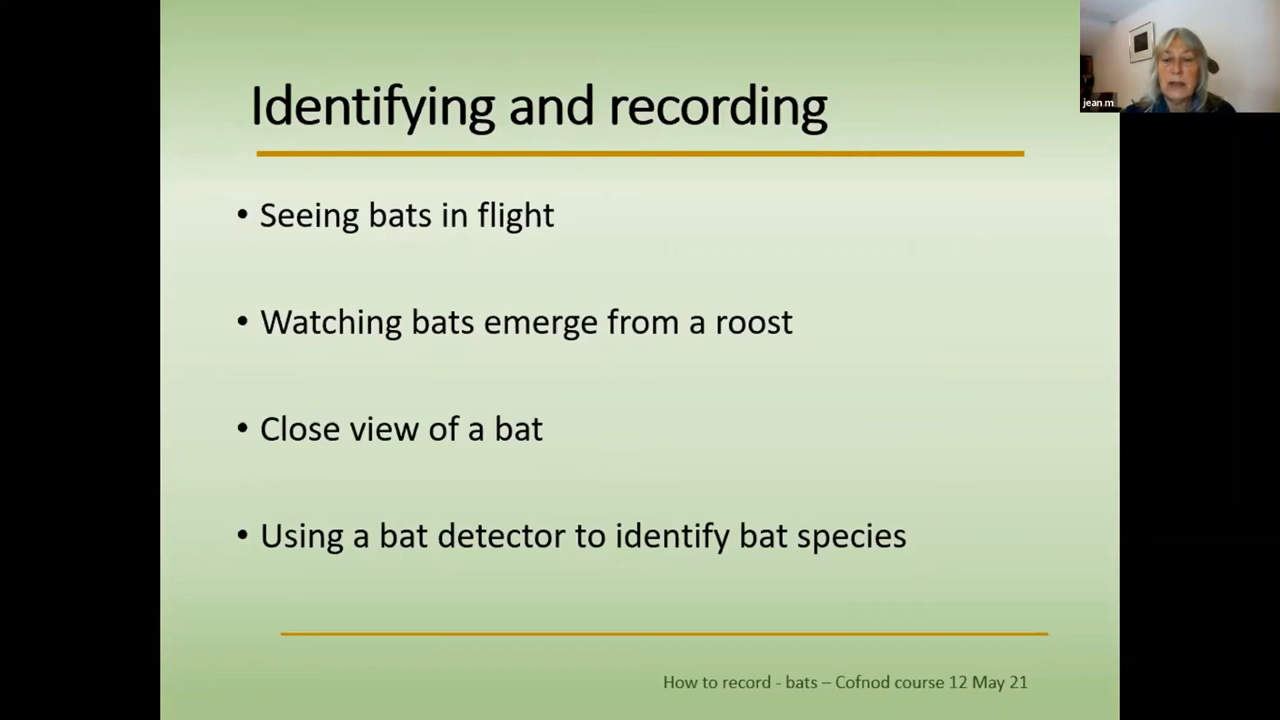 Identifying and recording
• Seeing bats in flight
• Watching bats emerge from a roost
• Close view of a bat
• Using a bat detector to identify bat species
How to record - bats – Cofnod course 12 May 21
jean m